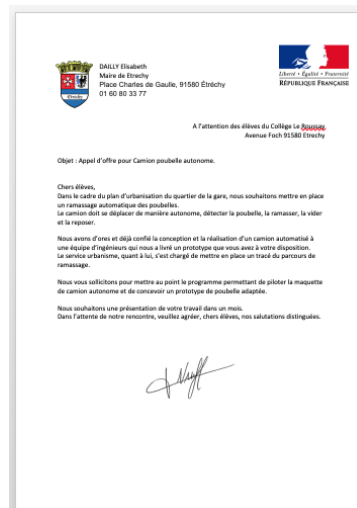 DAILLY Elisabeth
Maire de Etrechy
Place Charles de Gaulle, 91580 Étréchy
01 60 80 33 77
Etrechy
Liberté • Égalité • Fraternité
RÉPUBLIQUE FRANÇAISE
A l'attention des élèves du Collège Le Roussay
Avenue Foch 91580 Etrechy
Objet : Appel d'offre pour Camion poubelle autonome.
Chers élèves,
Dans le cadre du plan d'urbanisation du quartier de la gare, nous souhaitons mettre en place
un ramassage automatique des poubelles.
Le camion doit se déplacer de manière autonome, détecter la poubelle, la ramasser, la vider
et la reposer.
Nous avons d'ores et déjà confié la conception et la réalisation d'un camion automatisé à
une équipe d'ingénieurs qui nous a livré un prototype que vous avez à votre disposition.
Le service urbanisme, quant à lui, s'est chargé de mettre en place un tracé du parcours de
ramassage.
Nous vous sollicitons pour mettre au point le programme permettant de piloter la maquette
de camion autonome et de concevoir un prototype de poubelle adaptée.
Nous souhaitons une présentation de votre travail dans un mois.
Dans l'attente de notre rencontre, veuillez agréer, chers élèves, nos salutations distinguées.